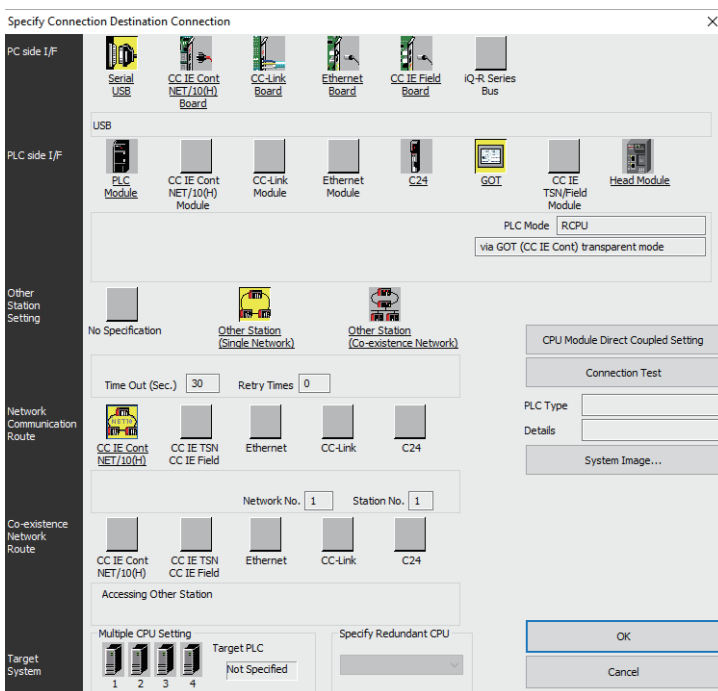 Specify Connection Destination Connection
PC side I/F
Serial
USB
CC IE Cont
NET/10(H)
Board
CC-Link
Board
Ethernet
Board
CC IE Field
Board
iQ-R Series
Bus
USB
PLC side I/F
PLC
Module
CC IE Cont
NET/10(H)
Module
CC-Link
Module
Ethernet
Module
C24
GOT
CC IE
TSN/Field
Module
Head Module
PLC Mode RCPU
via GOT (CC IE Cont) transparent mode
Other
Station
Setting
No Specification
Other Station
(Single Network)
Other Station
(Co-existence Network)
CPU Module Direct Coupled Setting
Time Out (Sec.) 30 Retry Times 0
Connection Test
Network
Communication
Route
NET10
CC IE Cont
NET/10(H)
CC IE TSN
CC IE Field
Ethernet
CC-Link
C24
PLC Type
Details
System Image...
Network No. 1 Station No. 1
Co-existence
Network
Route
CC IE Cont
NET/10(H)
CC IE TSN
CC IE Field
Ethernet
CC-Link
C24
Accessing Other Station
Target
System
Multiple CPU Setting
Target PLC
Not Specified
1 2 3 4
Specify Redundant CPU
OK
Cancel